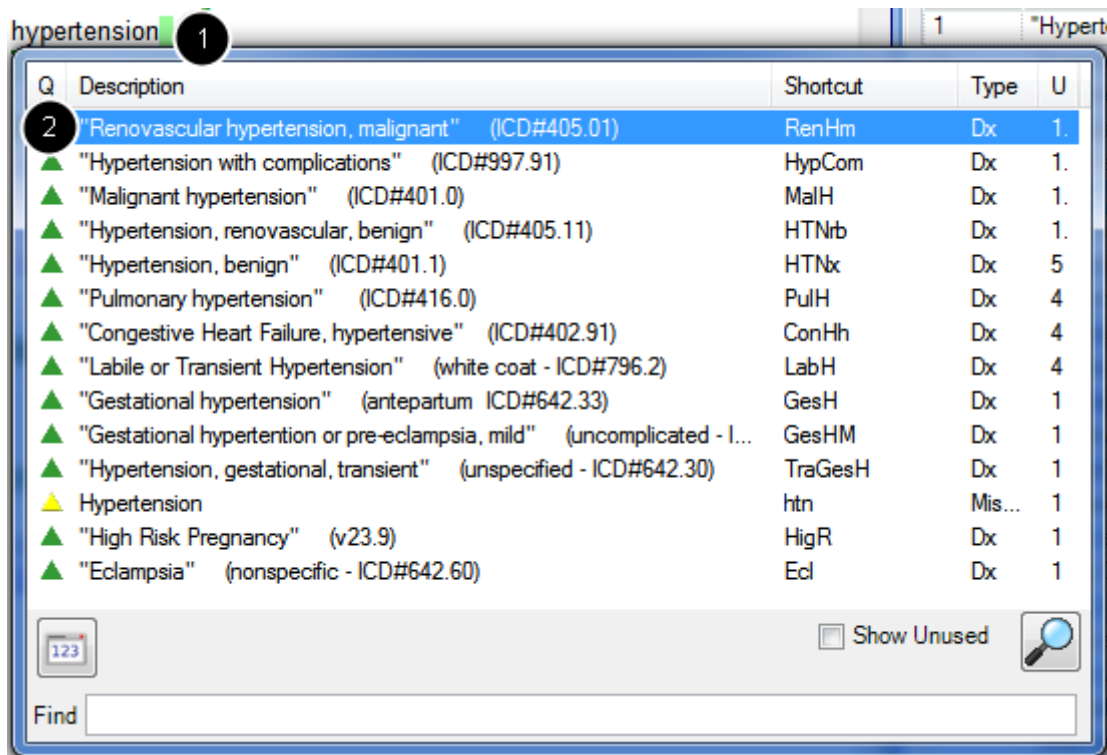 hypertension 1 1 "Hyperte
Q Description Shortcut Type U
2 "Renovascular hypertension, malignant" (ICD#405.01) RenHm Dx 1.
"Hypertension with complications" (ICD#997.91) HypCom Dx 1.
"Malignant hypertension" (ICD#401.0) MalH Dx 1.
"Hypertension, renovascular, benign" (ICD#405.11) HTNrb Dx 1.
"Hypertension, benign" (ICD#401.1) HTNx Dx 5
"Pulmonary hypertension" (ICD#416.0) PulH Dx 4
"Congestive Heart Failure, hypertensive" (ICD#402.91) ConHh Dx 4
"Labile or Transient Hypertension" (white coat - ICD#796.2) LabH Dx 4
"Gestational hypertension" (antepartum ICD#642.33) GesH Dx 1
"Gestational hypertention or pre-eclampsia, mild" (uncomplicated - I... GesHM Dx 1
"Hypertension, gestational, transient" (unspecified - ICD#642.30) TraGesH Dx 1
Hypertension htn Mis... 1
"High Risk Pregnancy" (v23.9) HigR Dx 1
"Eclampsia" (nonspecific - ICD#642.60) Ecl Dx 1
123 Show Unused
Find